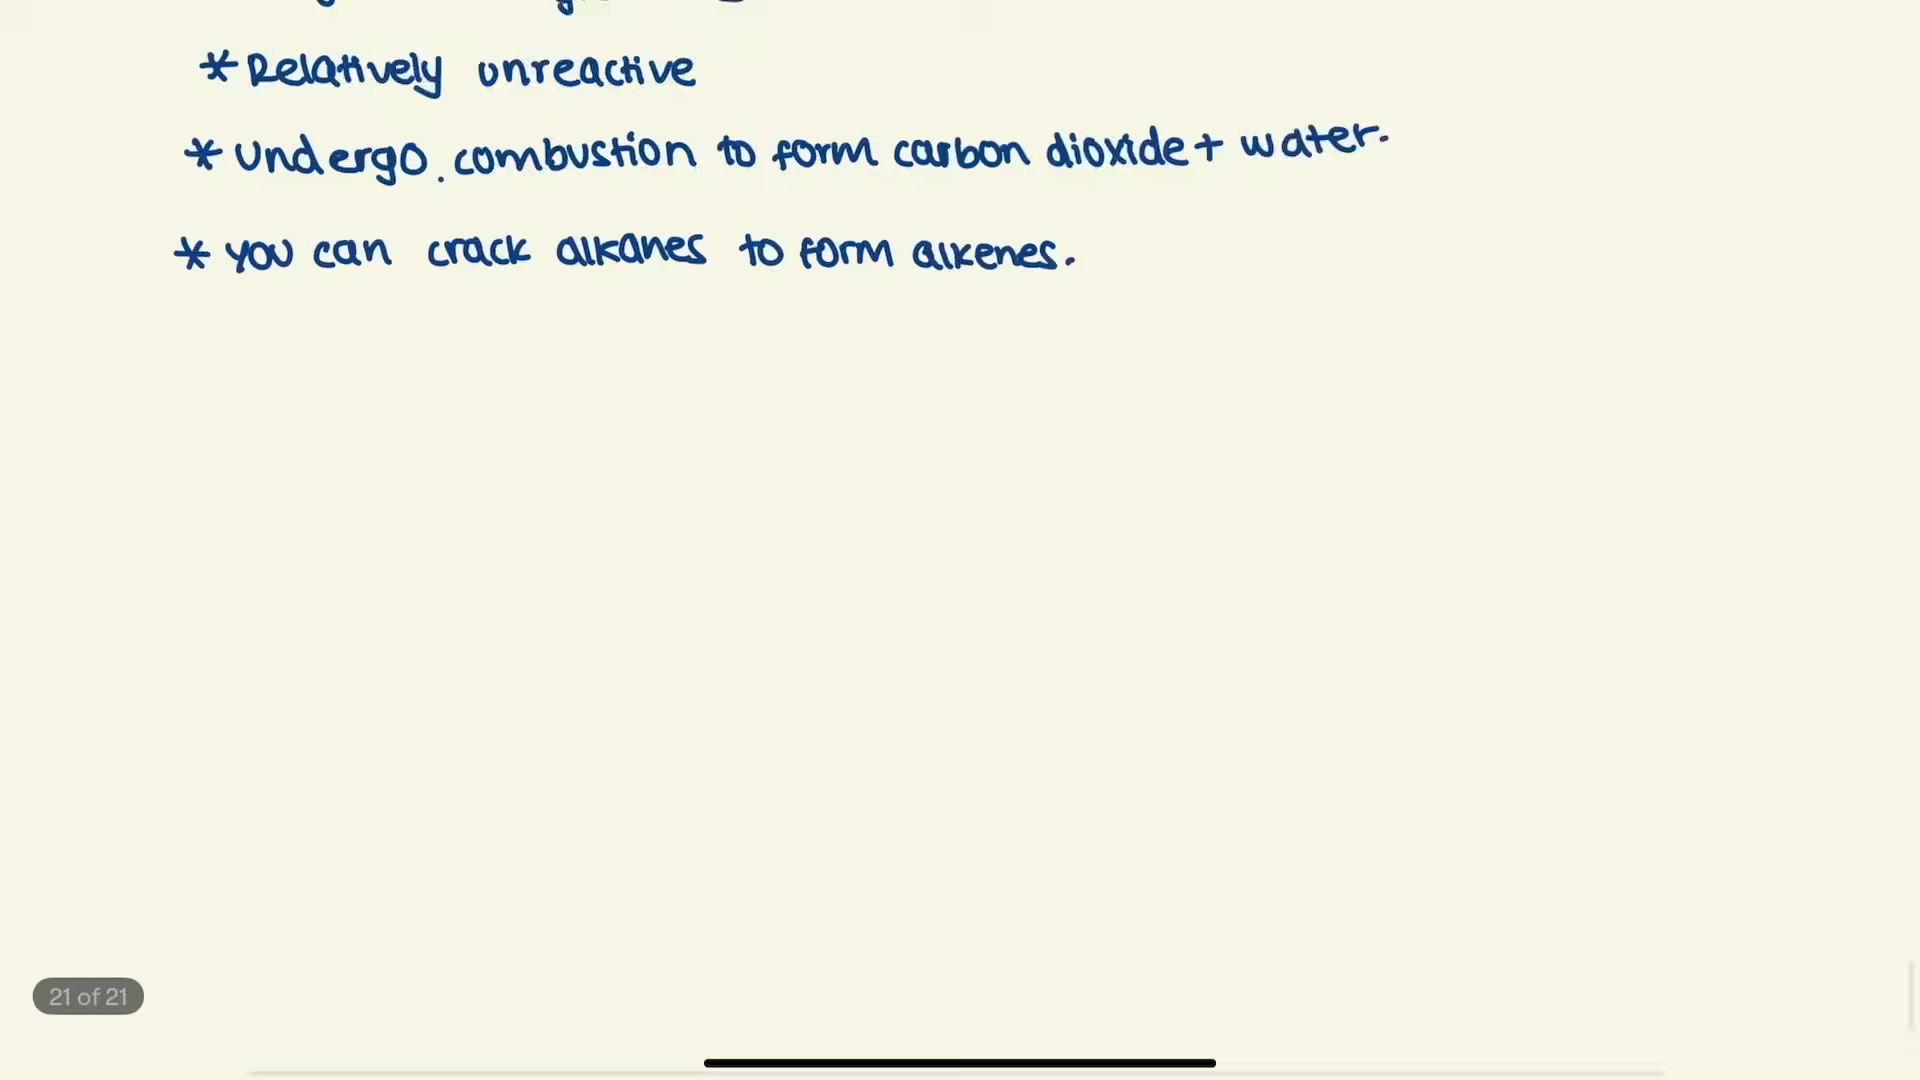 * Relatively unreactive
* Undergo. combustion to form carbon dioxide + water.
* you can crack alkanes to form alkenes.
21 of 21